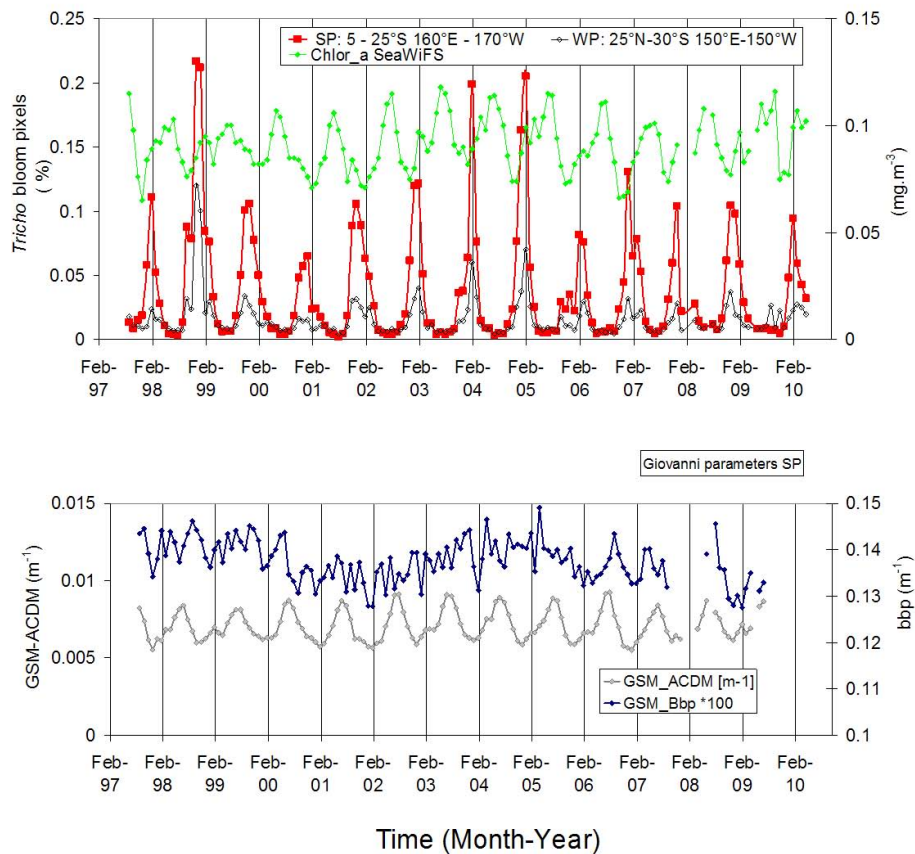 SP: 5 - 25°S 160°E - 170°W
WP: 25°N-30°S 150°E-150°W
Chlor_a SeaWiFS
Tricho bloom pixels
( %)
0.25
0.2
0.15
0.1
0.05
0
0.15
0.1
0.05
0
(mg.m-3)
Feb- Feb- Feb- Feb- Feb- Feb- Feb- Feb- Feb- Feb- Feb- Feb- Feb- Feb-
97 98 99 00 01 02 03 04 05 06 07 08 09 10
Giovanni parameters SP
GSM-ACDM (m-1)
0.015
0.01
0.005
0
0.15
0.14
0.13
0.12
0.11
0.1
bbp (m-1)
GSM_ACDM [m-1]
GSM_Bbp *100
Feb- Feb- Feb- Feb- Feb- Feb- Feb- Feb- Feb- Feb- Feb- Feb- Feb- Feb-
97 98 99 00 01 02 03 04 05 06 07 08 09 10
Time (Month-Year)